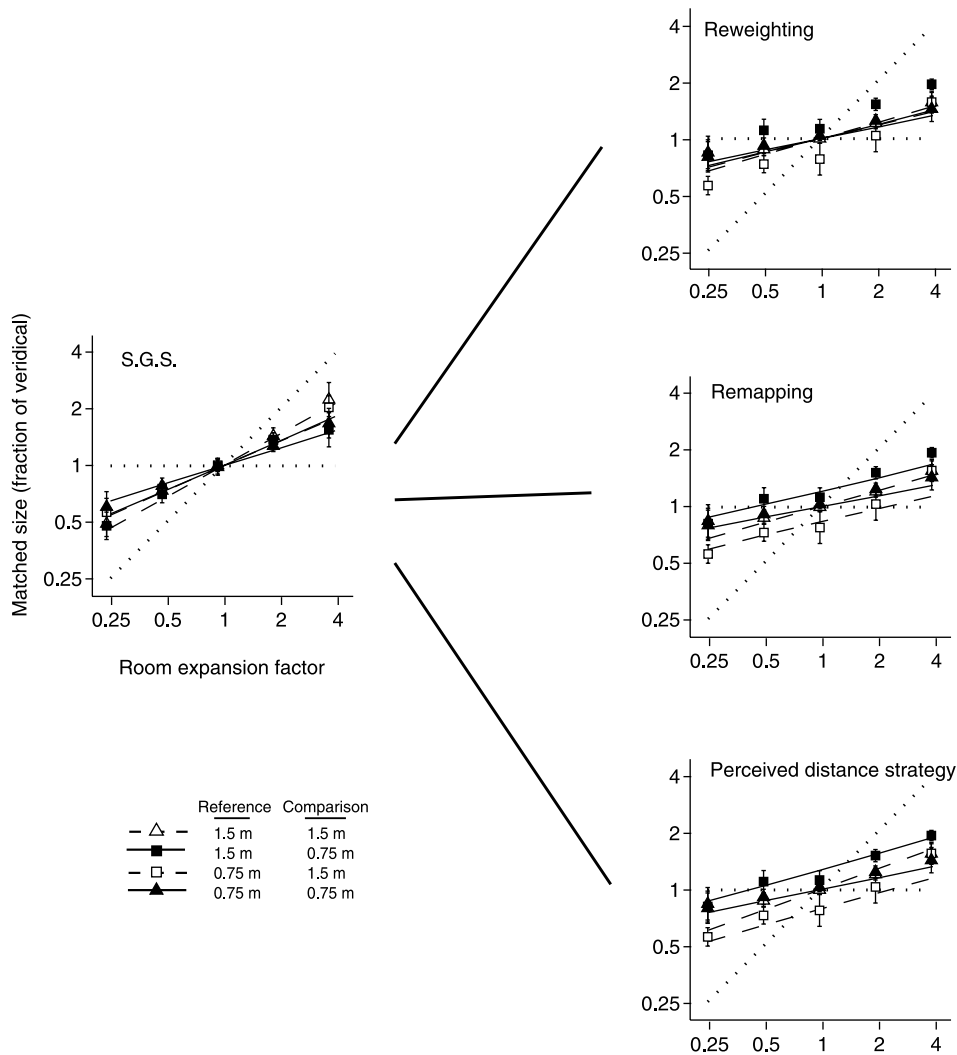 Matched size (fraction of veridical)
S.G.S.
4
2
1
0.5
0.25
0.25 0.5 1 2 4
Room expansion factor
Reference Comparison
1.5 m 1.5 m
1.5 m 0.75 m
0.75 m 1.5 m
0.75 m 0.75 m
Reweighting
4
2
1
0.5
0.25
0.25 0.5 1 2 4
Remapping
4
2
1
0.5
0.25
0.25 0.5 1 2 4
Perceived distance strategy
4
2
1
0.5
0.25
0.25 0.5 1 2 4